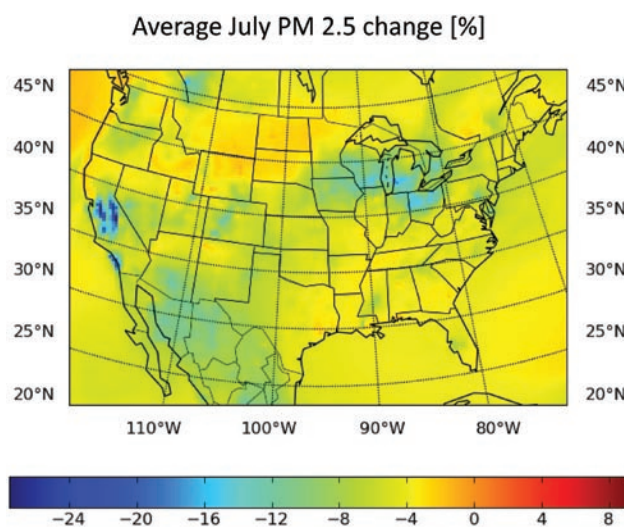 Average July PM 2.5 change [%]
45°N 45°N
40°N 40°N
35°N 35°N
30°N 30°N
25°N 25°N
20°N 20°N
110°W 100°W 90°W 80°W
−24 −20 −16 −12 −8 −4 0 4 8